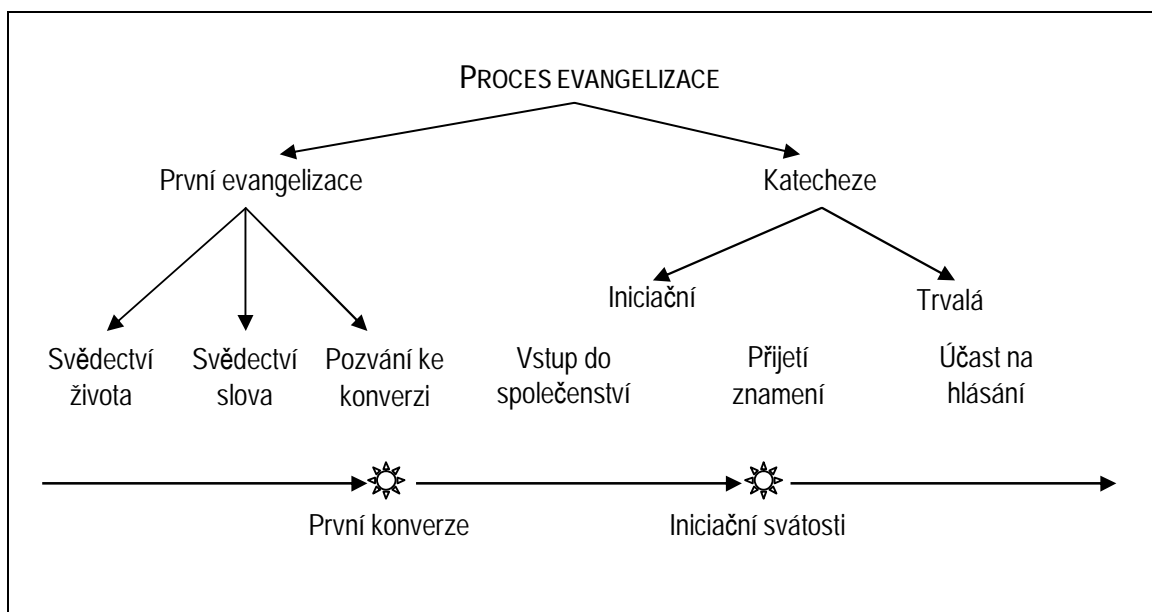 PROCES EVANGELIZACE
První evangelizace
Katecheze
Iniciační
Trvalá
Svědectví
života
Svědectví
slova
Pozvání ke
konverzi
Vstup do
společenství
Přijetí
znamení
Účast na
hlásání
První konverze
Iniciační svátosti